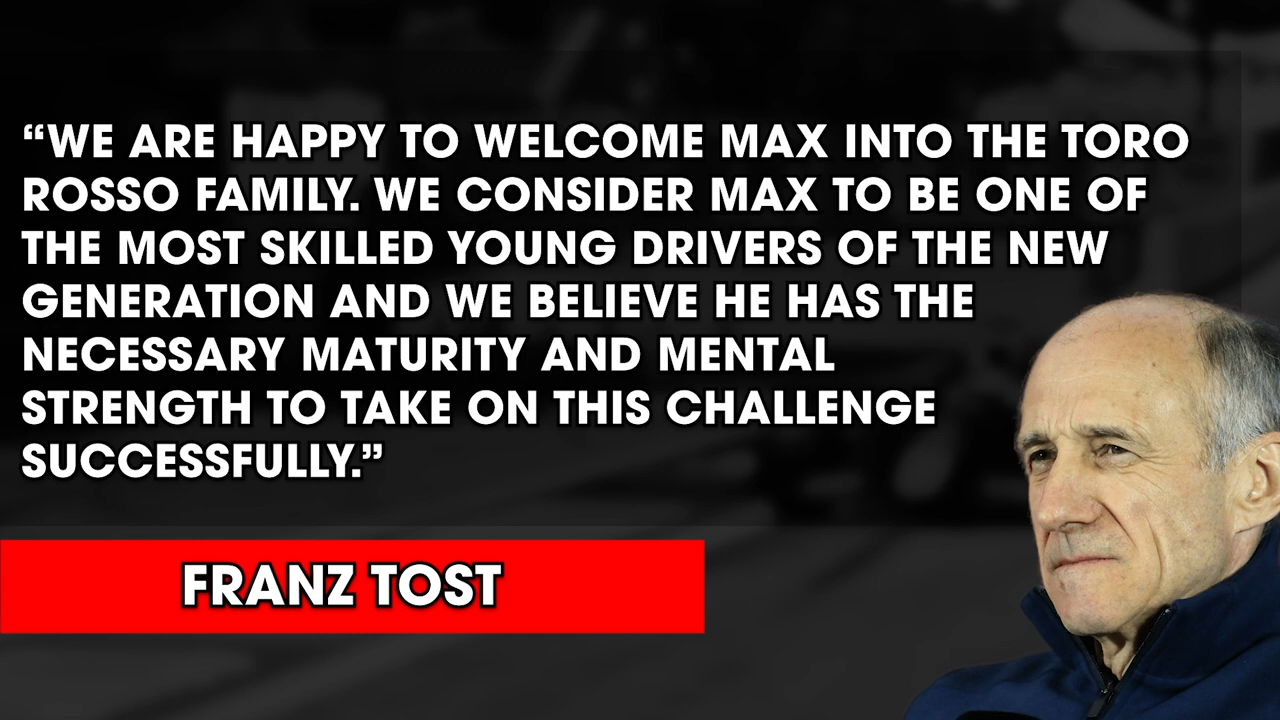 “WE ARE HAPPY TO WELCOME MAX INTO THE TORO
ROSSO FAMILY. WE CONSIDER MAX TO BE ONE OF
THE MOST SKILLED YOUNG DRIVERS OF THE NEW
GENERATION AND WE BELIEVE HE HAS THE
NECESSARY MATURITY AND MENTAL
STRENGTH TO TAKE ON THIS CHALLENGE
SUCCESSFULLY.”
FRANZ TOST